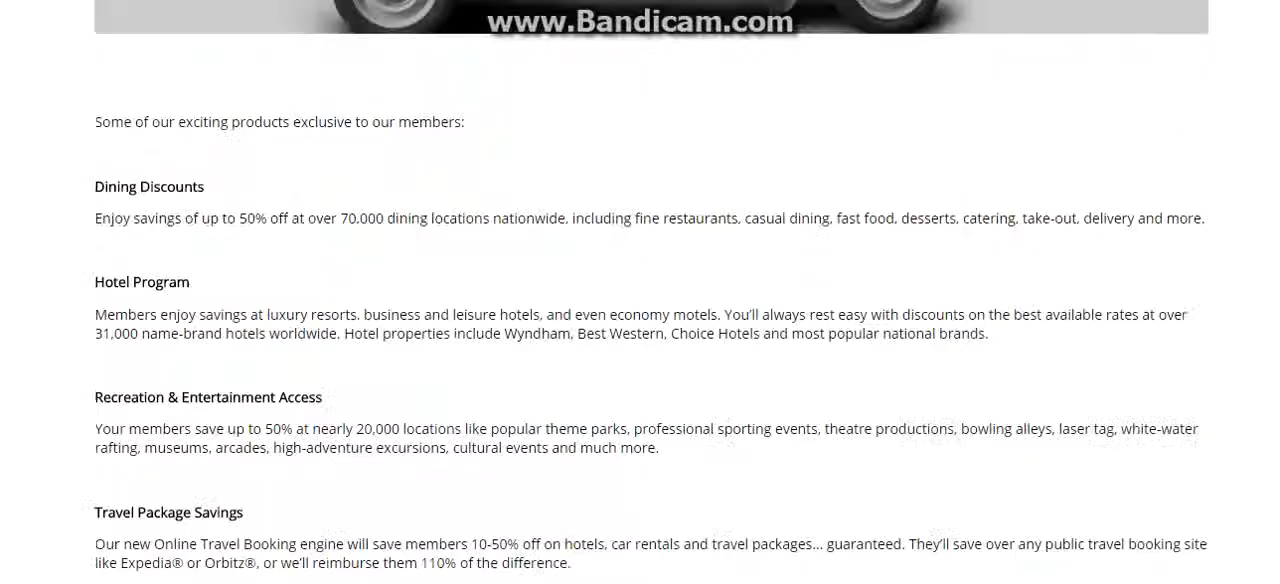 www.Bandicam.com
Some of our exciting products exclusive to our members:
Dining Discounts
Enjoy savings of up to 50% off at over 70,000 dining locations nationwide, including fine restaurants, casual dining, fast food, desserts, catering, take-out, delivery and more.
Hotel Program
Members enjoy savings at luxury resorts, business and leisure hotels, and even economy motels. You'll always rest easy with discounts on the best available rates at over
31,000 name-brand hotels worldwide. Hotel properties include Wyndham, Best Western, Choice Hotels and most popular national brands.
Recreation & Entertainment Access
Your members save up to 50% at nearly 20,000 locations like popular theme parks, professional sporting events, theatre productions, bowling alleys, laser tag, white-water
rafting, museums, arcades, high-adventure excursions, cultural events and much more.
Travel Package Savings
Our new Online Travel Booking engine will save members 10-50% off on hotels, car rentals and travel packages... guaranteed. They'll save over any public travel booking site
like Expedia® or Orbitz®, or we'll reimburse them 110% of the difference.